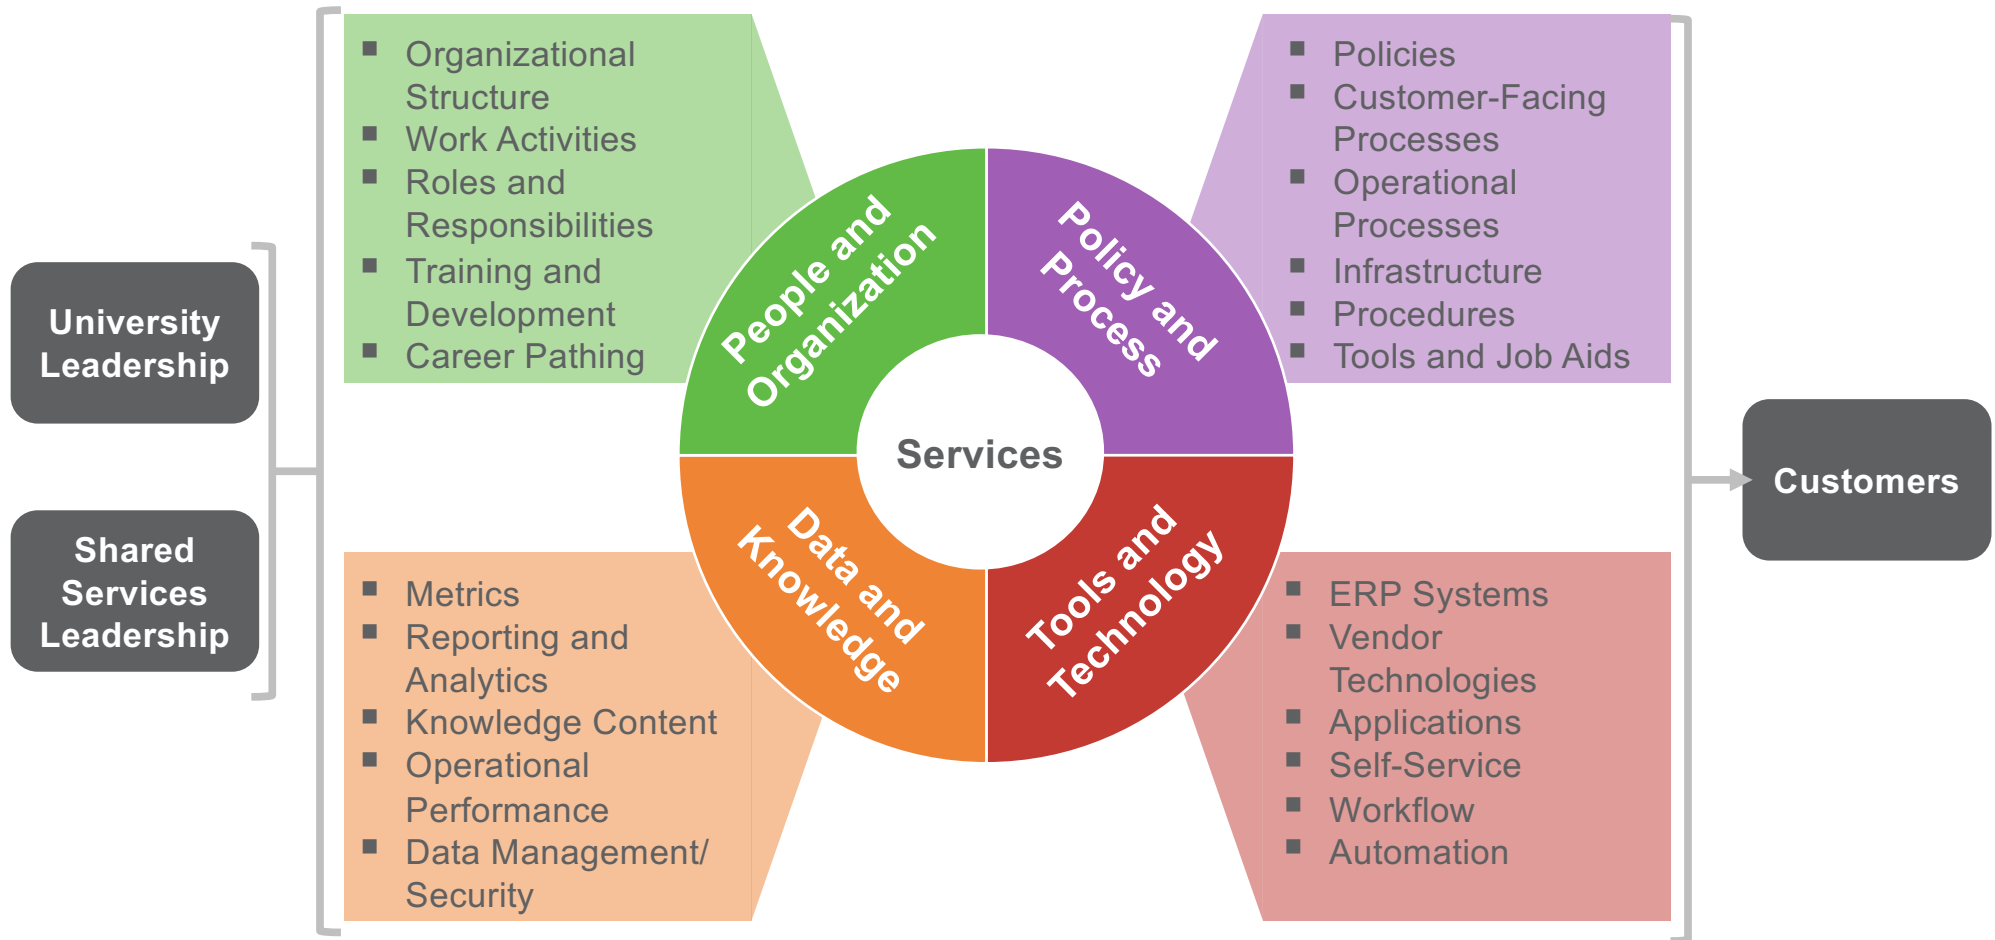 University
Leadership
Shared
Services
Leadership
Organizational
Structure
Work Activities
Roles and
Responsibilities
Training and
Development
Career Pathing
Metrics
Reporting and
Analytics
Knowledge Content
Operational
Performance
Data Management/
Security
People and
Organization
Policy and
Process
Services
Data and
Knowledge
Tools and
Technology
Policies
Customer-Facing
Processes
Operational
Processes
Infrastructure
Procedures
Tools and Job Aids
ERP Systems
Vendor
Technologies
Applications
Self-Service
Workflow
Automation
Customers